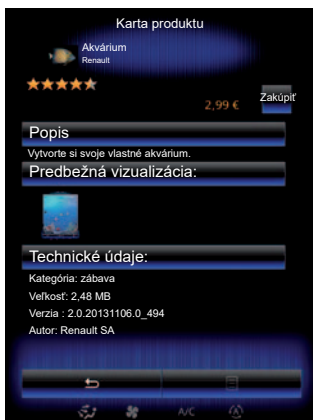 Karta produktu
Akvárium
Renault
2,99 €
Zakúpiť
Popis
Vytvorte si svoje vlastné akvárium.
Predbežná vizualizácia:
Technické údaje:
Kategória: zábava
Veľkosť: 2,48 MB
Verzia : 2.0.20131106.0_494
Autor: Renault SA
A/C